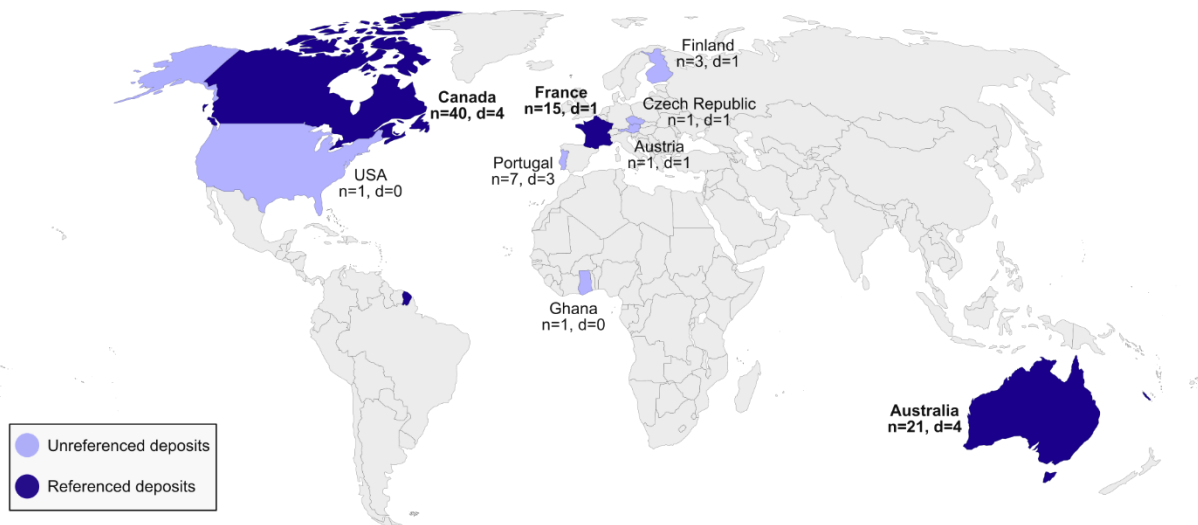 Finland
n=3, d=1
Canada
n=40, d=4
France
n=15, d=1
Czech Republic
n=1, d=1
Austria
n=1, d=1
Portugal
n=7, d=3
USA
n=1, d=0
Ghana
n=1, d=0
Australia
n=21, d=4
Unreferenced deposits
Referenced deposits